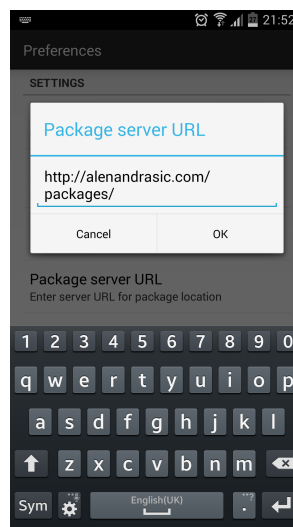 21:52
Preferences
SETTINGS
Package server URL
http://alenandrasic.com/
packages/
Cancel
OK
Package server URL
Enter server URL for package location
1 2 3 4 5 6 7 8 9 0
q w e r t y u i o p
a s d f g h j k l
z x c v b n m
Sym English(UK) .